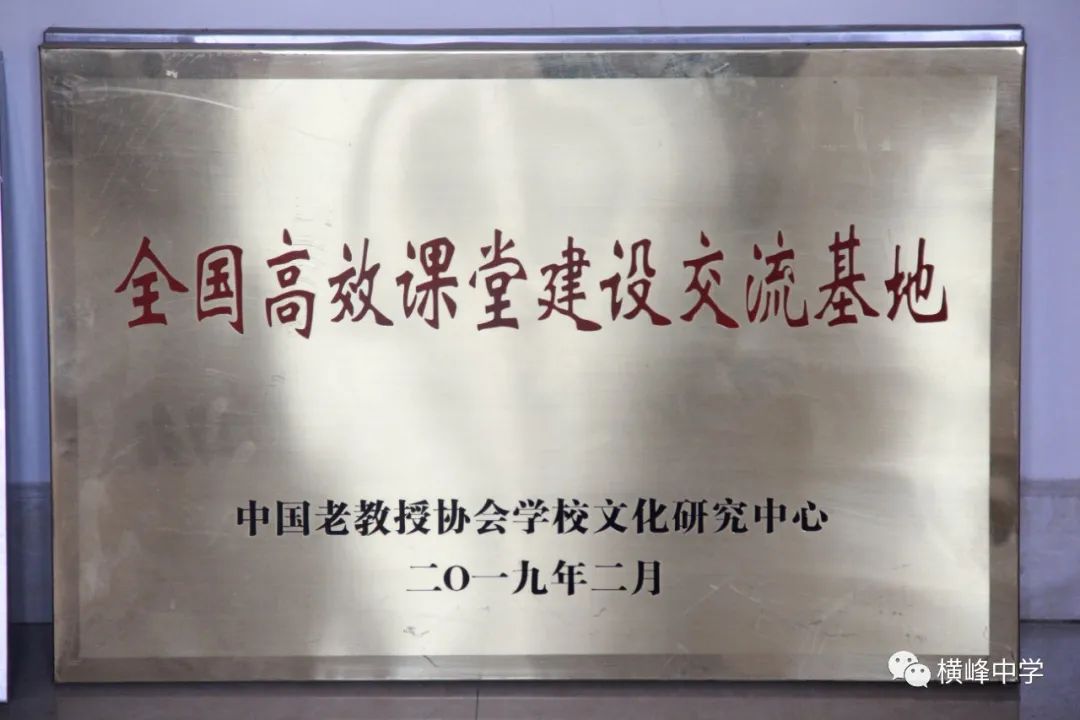 全国高效课堂建设交流基地
中国老教授协会学校文化研究中心
二O一九年二月
横峰中学